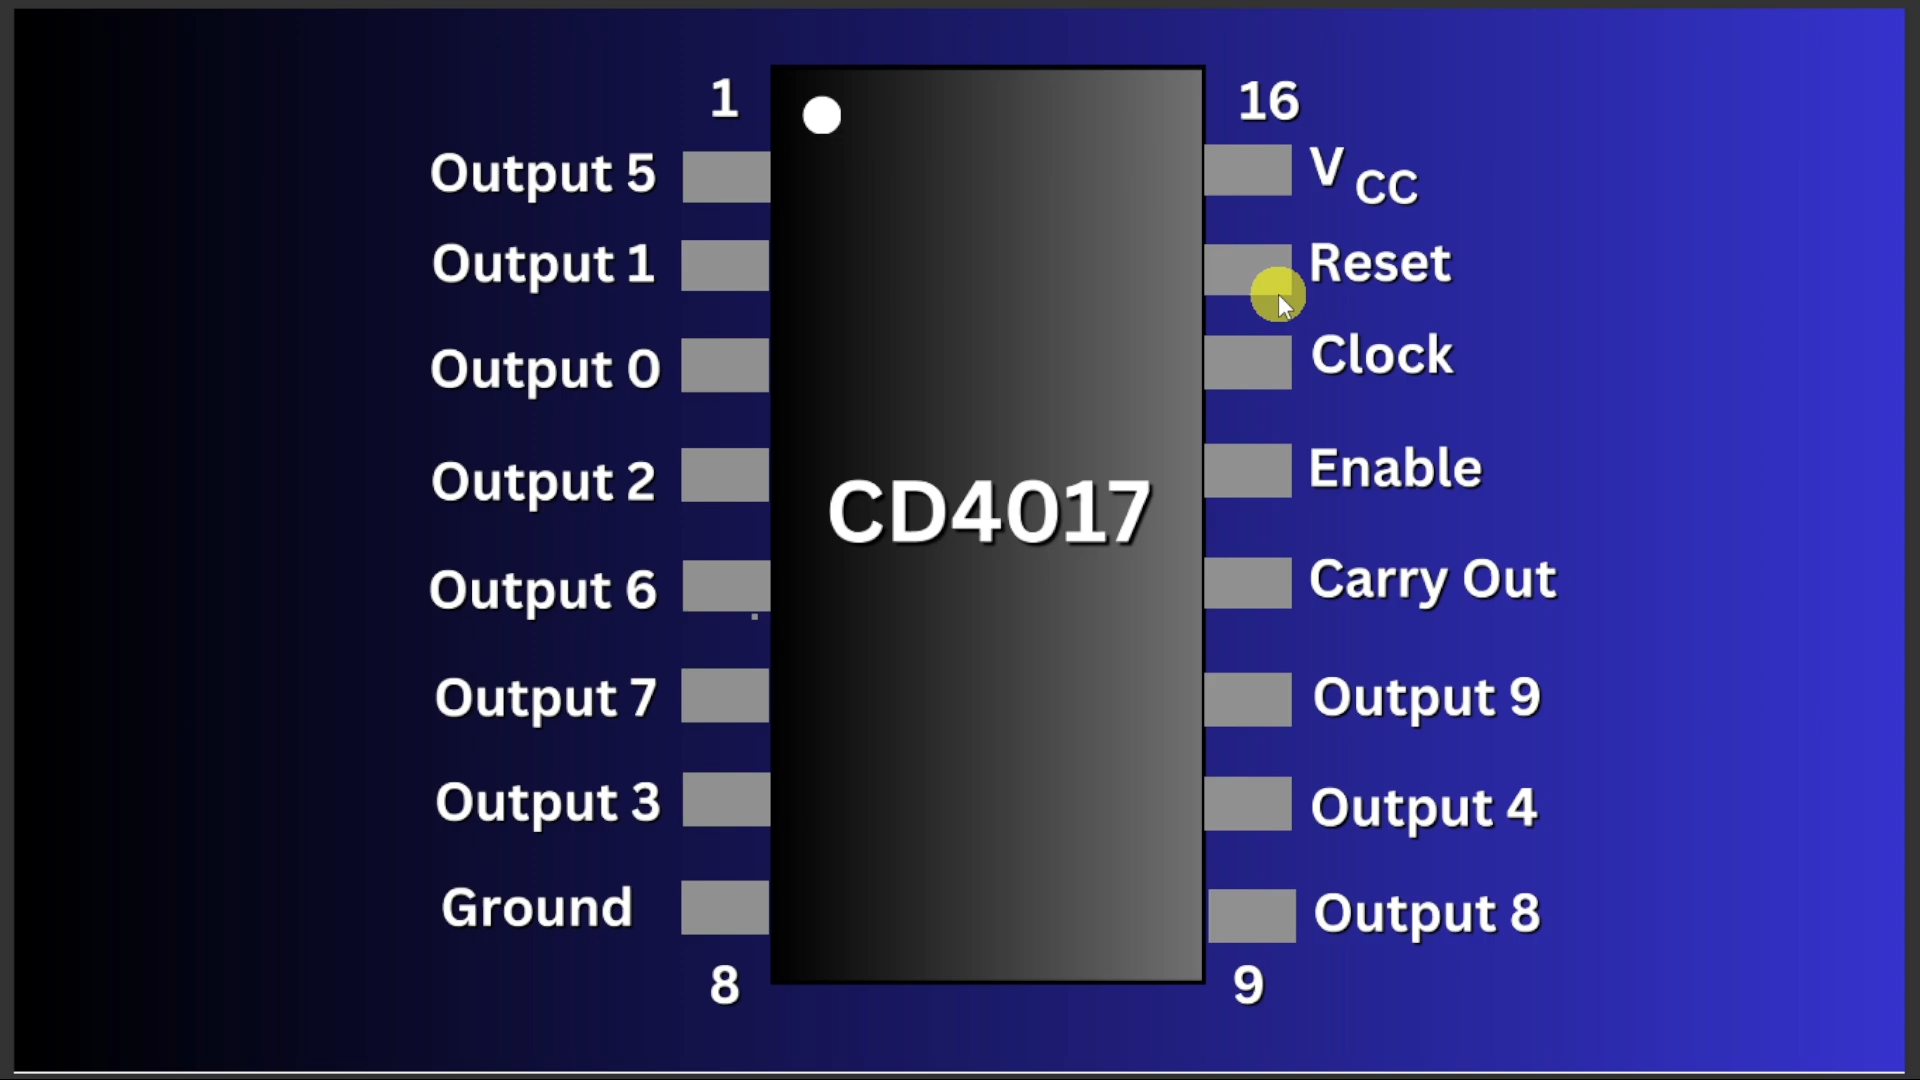 1
16
Output 5
V CC
Output 1
Reset
Output 0
Clock
Output 2
Enable
CD4017
Output 6
Carry Out
Output 7
Output 9
Output 3
Output 4
Ground
Output 8
8
9